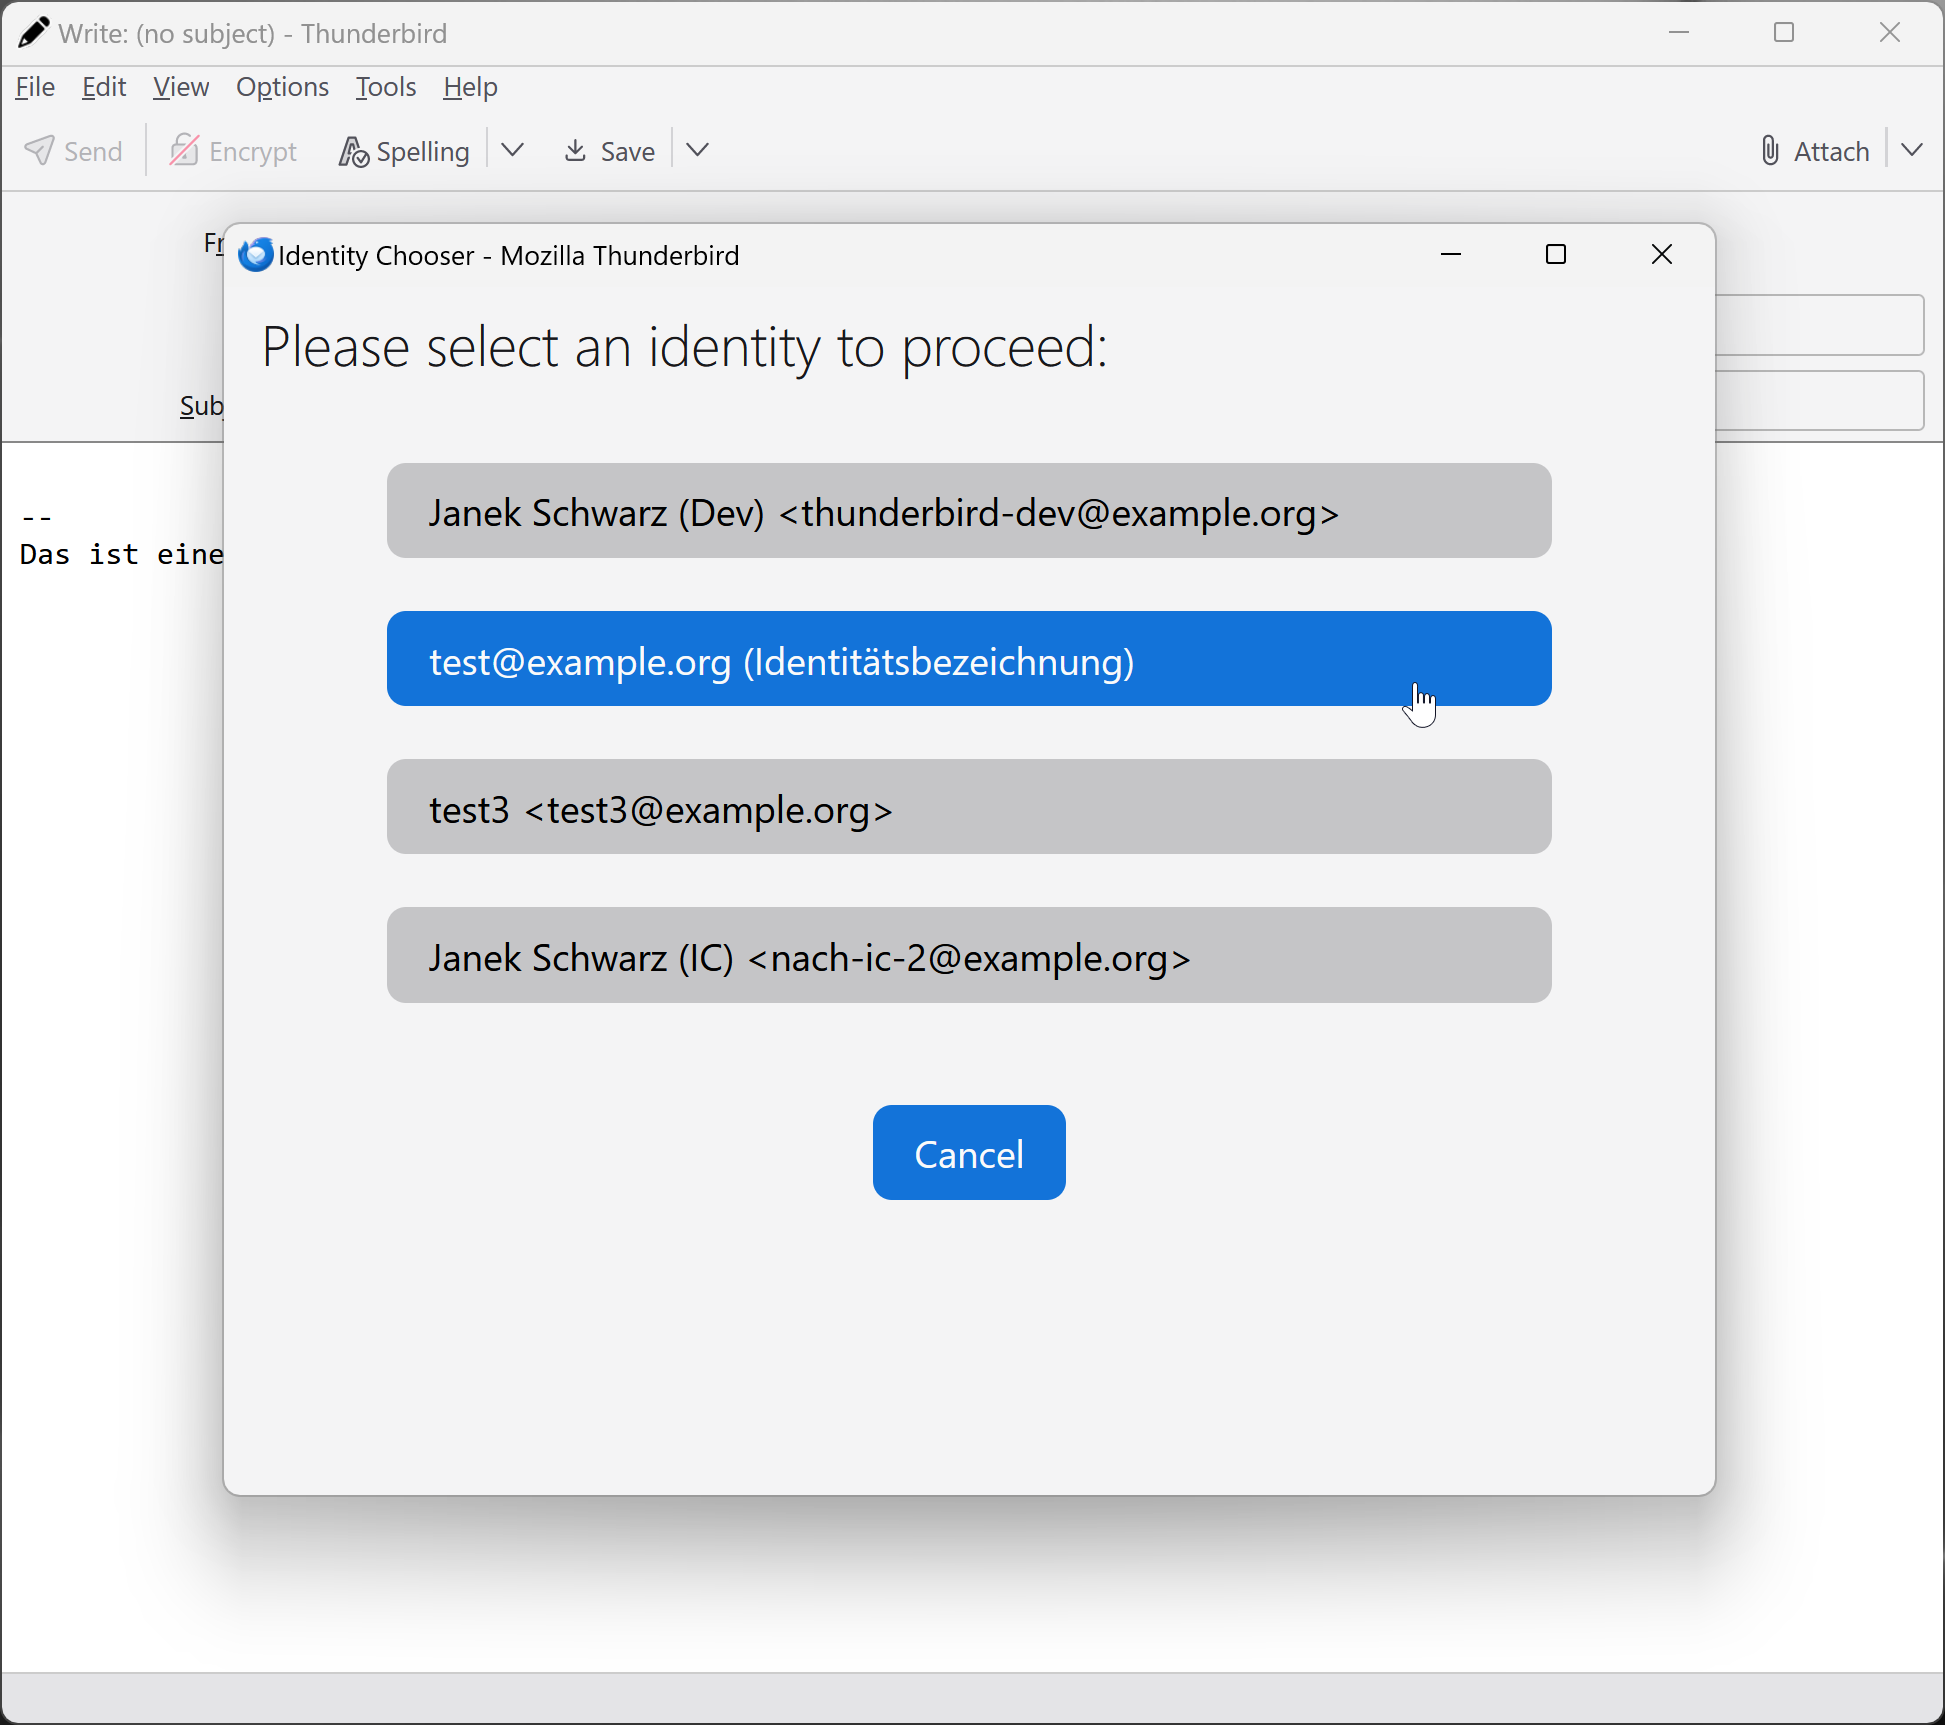 Write: (no subject) - Thunderbird
File Edit View Options Tools Help
Send Encrypt Spelling Save Attach
Identity Chooser - Mozilla Thunderbird
Please select an identity to proceed:
Janek Schwarz (Dev) <thunderbird-dev@example.org>
--
Das ist eine
test@example.org (Identitätsbezeichnung)
test3 <test3@example.org>
Janek Schwarz (IC) <nach-ic-2@example.org>
Cancel